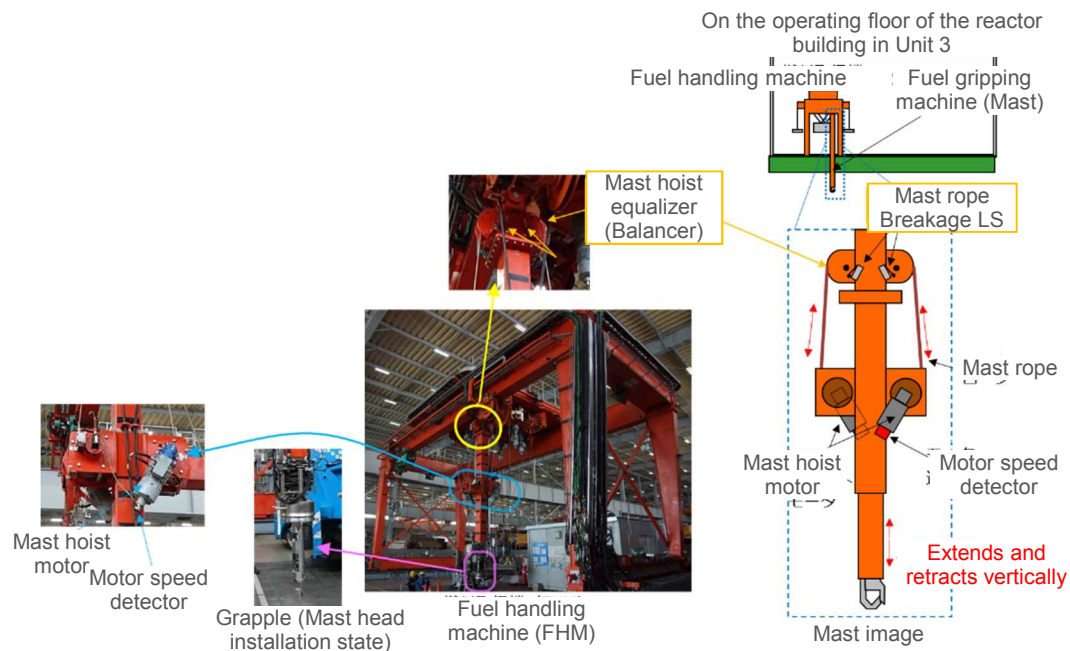 On the operating floor of the reactor
building in Unit 3
Fuel handling machine
Fuel gripping
machine (Mast)
Mast hoist
equalizer
(Balancer)
Mast rope
Breakage LS
Mast rope
Mast hoist
motor
Motor speed
detector
Mast hoist
motor
Motor speed
detector
Grapple (Mast head
installation state)
Fuel handling
machine (FHM)
Extends and
retracts vertically
Mast image